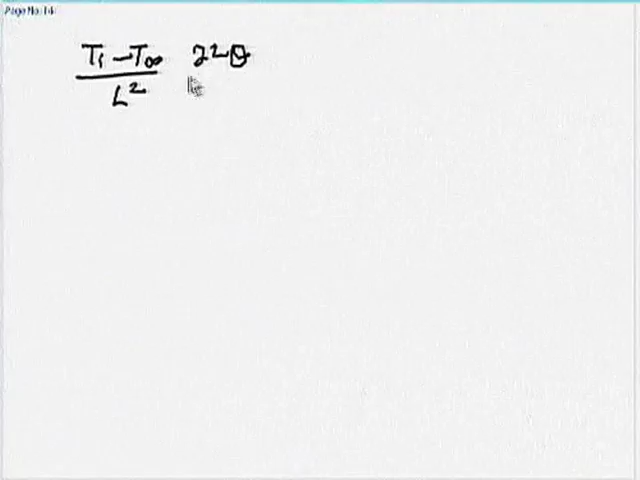 Page No: 14
T₁ - T∞ ∂²θ
L²